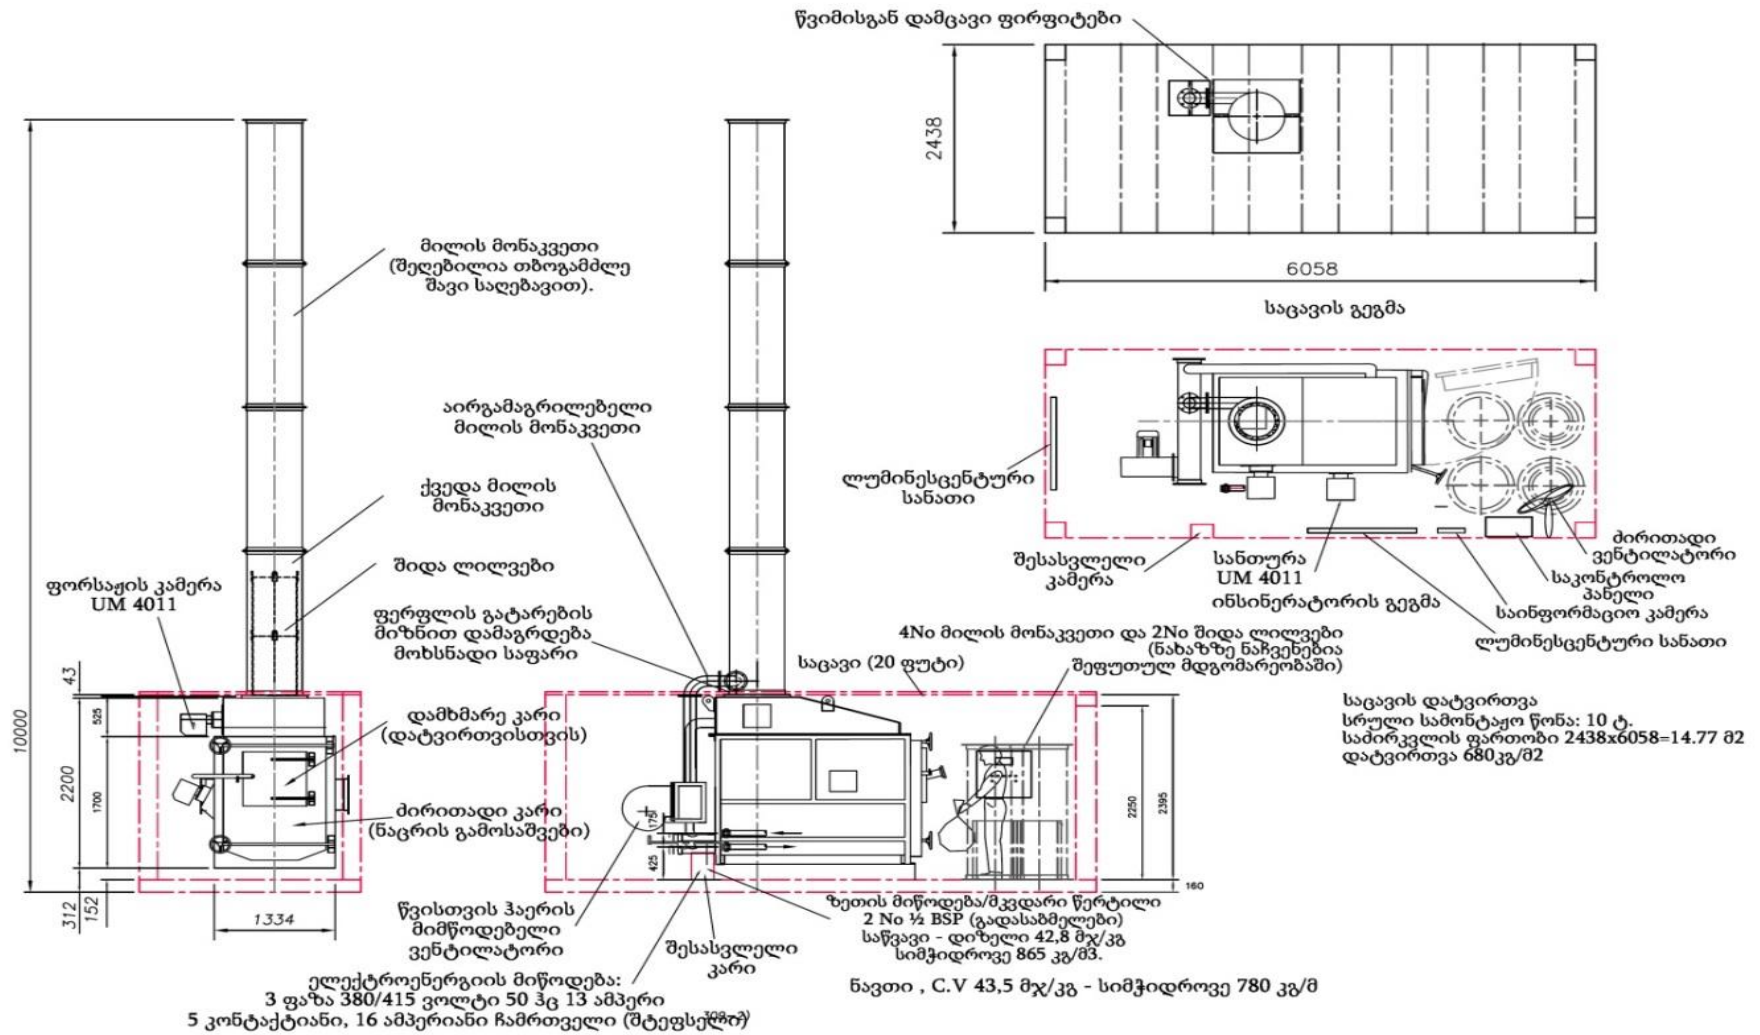 წვიმისგან დამცავი ფირფიტები
2438
6058
საცავის გეგმა
მილის მონაკვეთი
(შეღებილია თბოგამძლე
შავი საღებავით).
აირგამაგრილებელი
მილის მონაკვეთი
ქვედა მილის
მონაკვეთი
შიდა ლილვები
ფორსაჟის კამერა
UM 4011
ფერფლის გატარების
მიზნით დამაგრდება
მოხსნადი საფარი
ლუმინესცენტური
სანათი
შესასვლელი
კამერა
სანთურა
UM 4011
ინსინერატორის გეგმა
ძირითადი
ვენტილატორი
საკონტროლო
პანელი
საინფორმაციო კამერა
ლუმინესცენტური სანათი
4No მილის მონაკვეთი და 2No შიდა ლილვები
(ნახაზზე ნაჩვენებია
შეფუთულ მდგომარეობაში)
საცავი (20 ფუტი)
საცავის დატვირთვა
სრული სამონტაჟო წონა: 10 ტ.
საძირკვლის ფართობი 2438x6058=14.77 მ2
დატვირთვა 680კგ/მ2
10000
43
525
2200
1700
312
152
1334
დამხმარე კარი
(დატვირთვისთვის)
ძირითადი კარი
(ნაცრის გამოსაშვები)
175
425
2250
2395
160
წვისთვის ჰაერის
მიმწოდებელი
ვენტილატორი
შესასვლელი
კარი
ზეთის მიწოდება/მკვდარი წერტილი
2 No ½ BSP (გადასაბმელები)
საწვავი - დიზელი 42,8 მჯ/კგ
სიმჭიდროვე 865 კგ/მ3.
ნავთი , C.V 43,5 მჯ/კგ - სიმჭიდროვე 780 კგ/მ
ელექტროენერგიის მიწოდება:
3 ფაზა 380/415 ვოლტი 50 ჰც 13 ამპერი
5 კონტაქტიანი, 16 ამპერიანი ჩამრთველი (შტეფსელი)